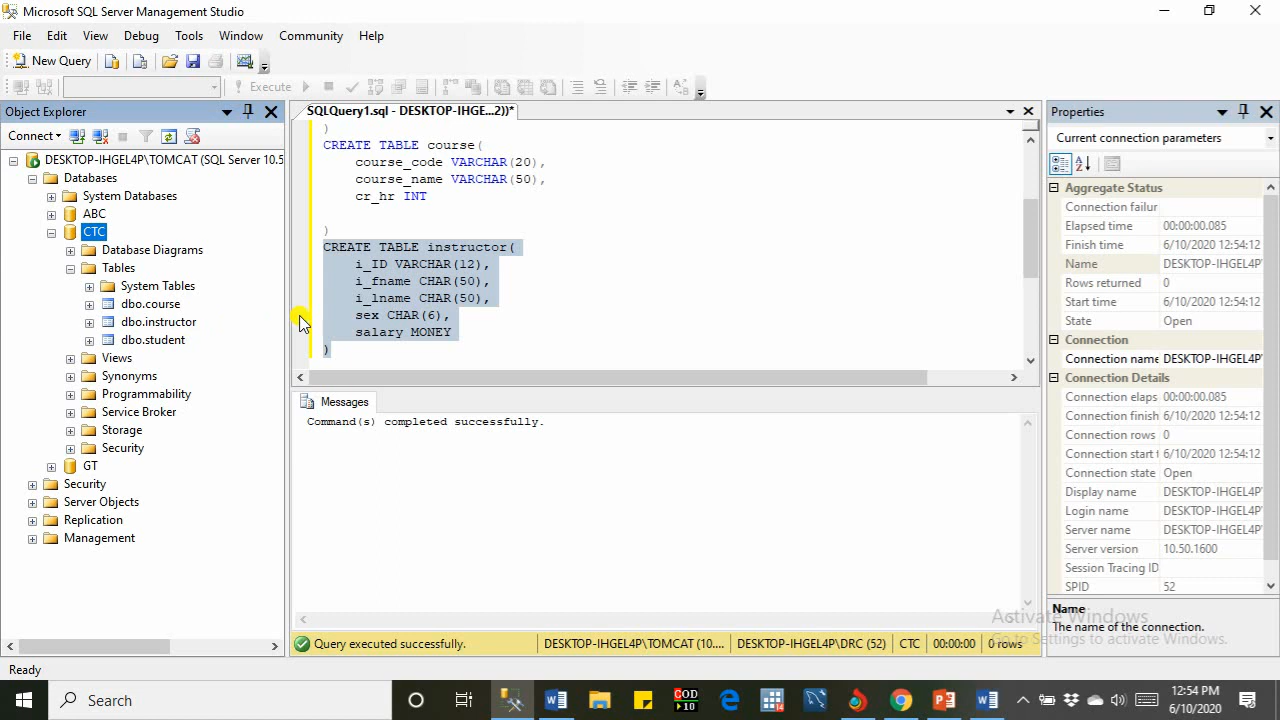 Microsoft SQL Server Management Studio
File Edit View Debug Tools Window Community Help
New Query
Execute
Object Explorer
Connect
DESKTOP-IHGEL4P\TOMCAT (SQL Server 10.5
Databases
System Databases
ABC
CTC
Database Diagrams
Tables
System Tables
dbo.course
dbo.instructor
dbo.student
Views
Synonyms
Programmability
Service Broker
Storage
Security
GT
Security
Server Objects
Replication
Management
SQLQuery1.sql - DESKTOP-IHGE...2))*
)
CREATE TABLE course(
course_code VARCHAR(20),
course_name VARCHAR(50),
cr_hr INT
)
CREATE TABLE instructor(
i_ID VARCHAR(12),
i_fname CHAR(50),
i_lname CHAR(50),
sex CHAR(6),
salary MONEY
)
Messages
Command(s) completed successfully.
Query executed successfully. DESKTOP-IHGEL4P\TOMCAT (10.... DESKTOP-IHGEL4P\DRC (52) CTC 00:00:00 0 rows
Properties
Current connection parameters
Aggregate Status
Connection failur
Elapsed time 00:00:00.085
Finish time 6/10/2020 12:54:12
Name DESKTOP-IHGEL4P\
Rows returned 0
Start time 6/10/2020 12:54:12
State Open
Connection
Connection name DESKTOP-IHGEL4P\
Connection Details
Connection elaps 00:00:00.085
Connection finish 6/10/2020 12:54:12
Connection rows 0
Connection start t 6/10/2020 12:54:12
Connection state Open
Display name DESKTOP-IHGEL4P\
Login name DESKTOP-IHGEL4P\
Server name DESKTOP-IHGEL4P\
Server version 10.50.1600
Session Tracing ID
SPID 52
Name
The name of the connection.
Activate Windows
Go to Settings to activate Windows.
Ready
Search
COD
10
12:54 PM
6/10/2020